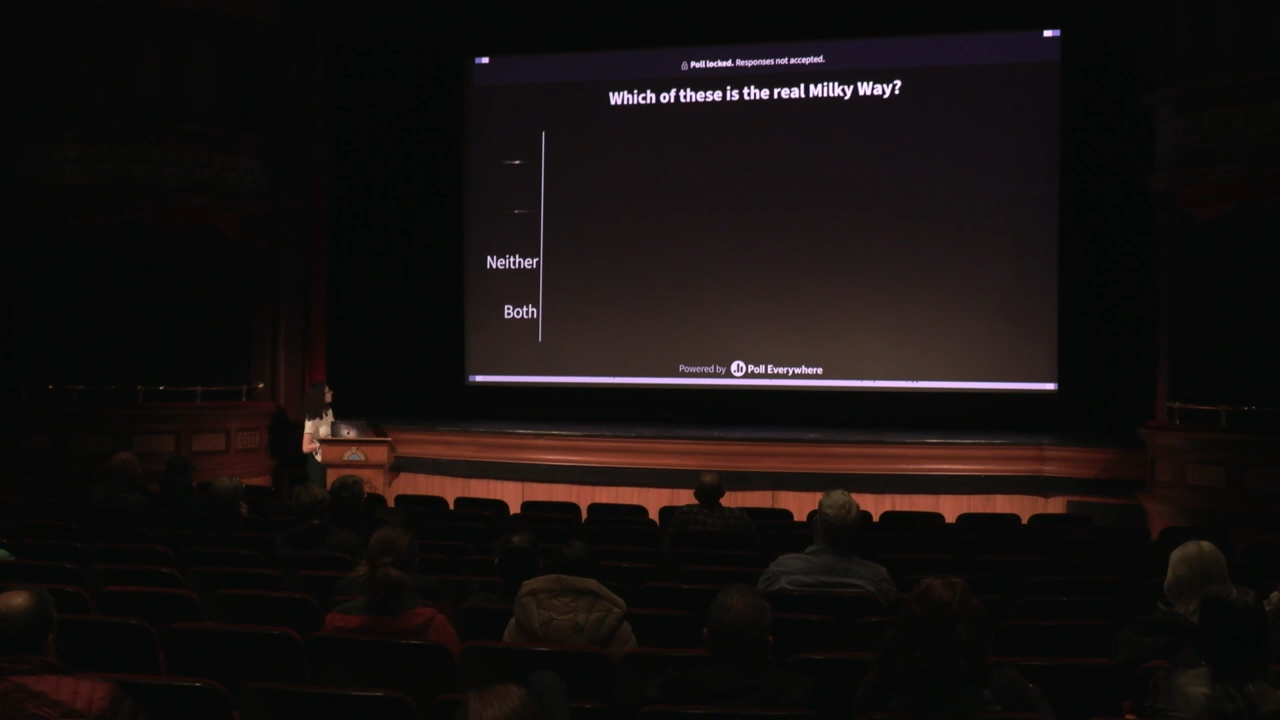 Poll locked. Responses not accepted.
Which of these is the real Milky Way?
Neither
Both
Powered by Poll Everywhere